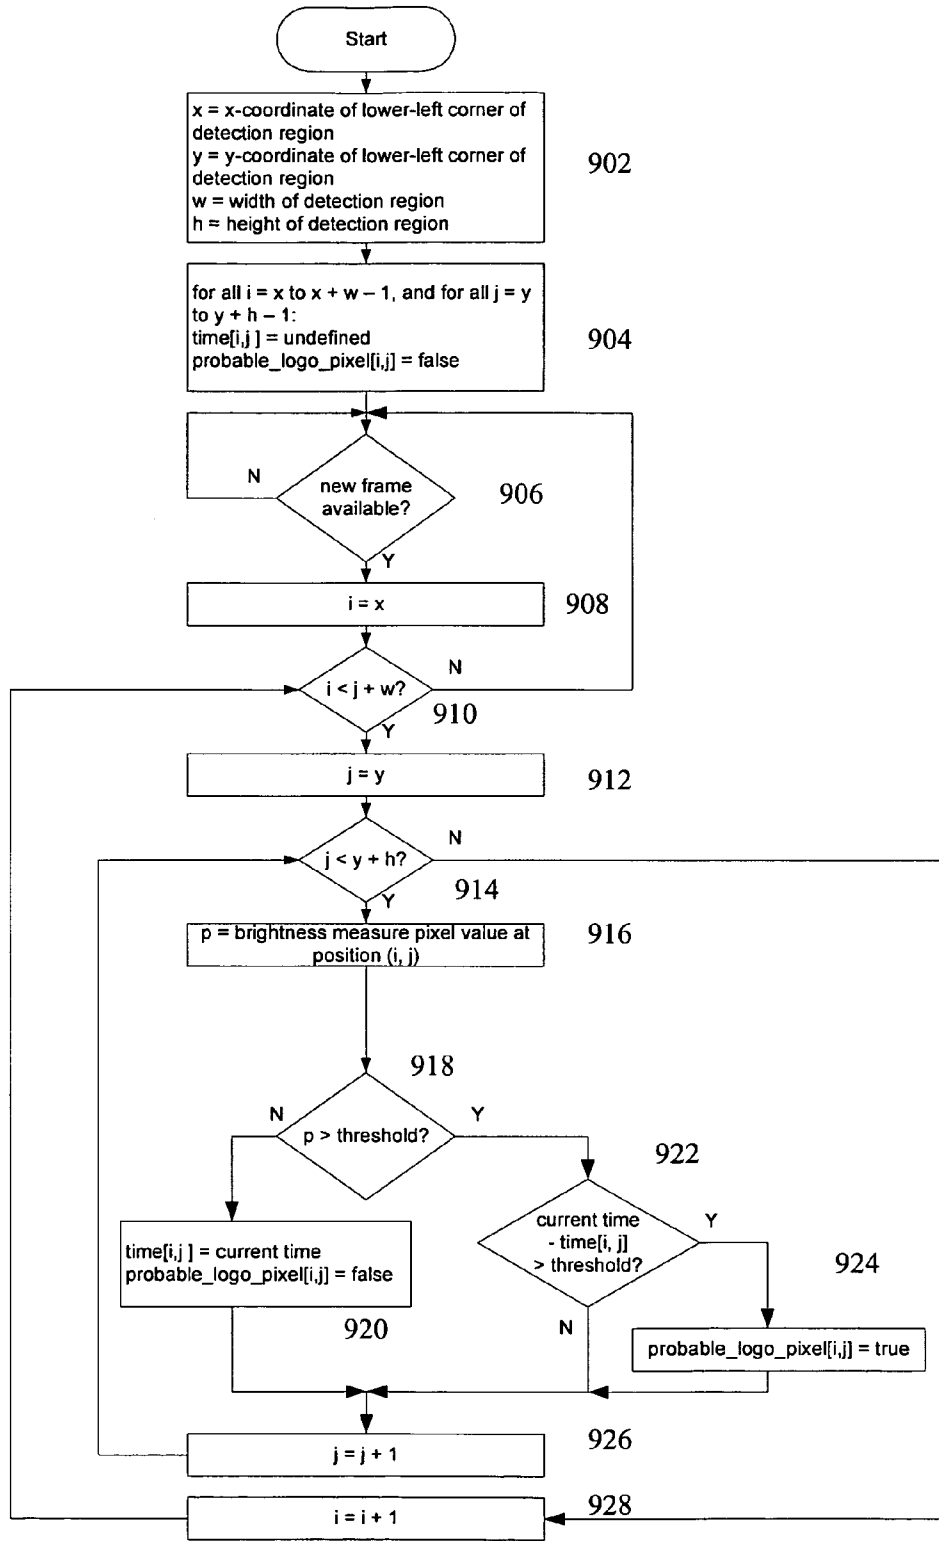 Start
x = x-coordinate of lower-left corner of
detection region
y = y-coordinate of lower-left corner of
detection region
w = width of detection region
h = height of detection region
902
for all i = x to x + w – 1, and for all j = y
to y + h – 1:
time[i,j ] = undefined
probable_logo_pixel[i,j] = false
904
N
new frame
available?
906
Y
i = x
908
N
i < j + w?
910
Y
j = y
912
N
j < y + h?
914
Y
p = brightness measure pixel value at
position (i, j)
916
918
N
p > threshold?
Y
922
current time
- time[i, j]
> threshold?
Y
time[i,j ] = current time
probable_logo_pixel[i,j] = false
924
920
N
probable_logo_pixel[i,j] = true
j = j + 1
926
i = i + 1
928